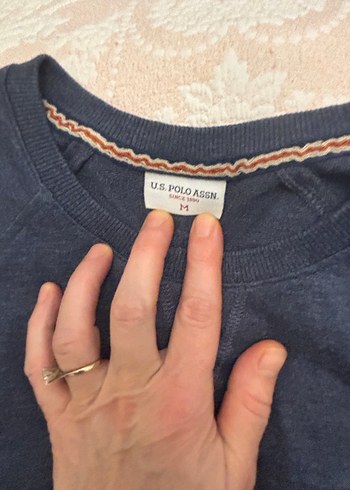 U.S. POLO ASSN.
SINCE 1890
M